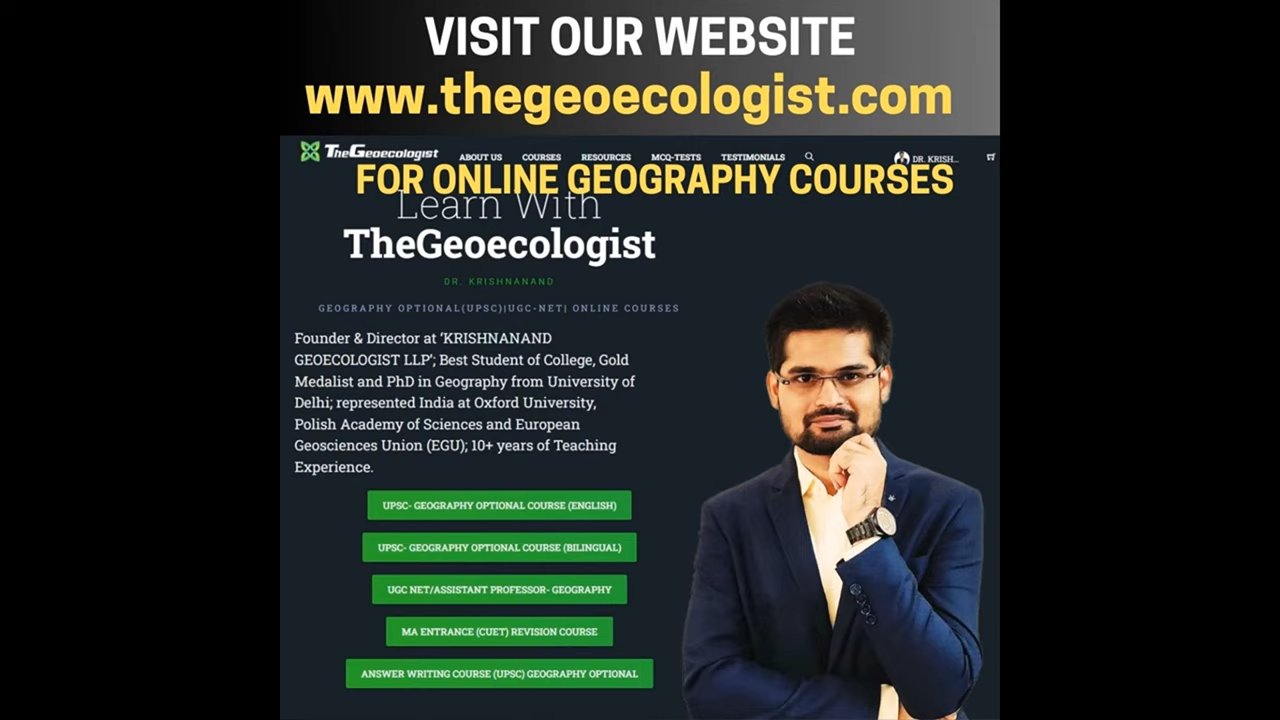 VISIT OUR WEBSITE
www.thegeoecologist.com
TheGeoecologist
ABOUT US COURSES RESOURCES MCQ-TESTS TESTIMONIALS DR. KRISH...
FOR ONLINE GEOGRAPHY COURSES
Learn With
TheGeoecologist
DR. KRISHNANAND
GEOGRAPHY OPTIONAL(UPSC)|UGC-NET| ONLINE COURSES
Founder & Director at ‘KRISHNANAND
GEOECOLOGIST LLP’; Best Student of College, Gold
Medalist and PhD in Geography from University of
Delhi; represented India at Oxford University,
Polish Academy of Sciences and European
Geosciences Union (EGU); 10+ years of Teaching
Experience.
UPSC- GEOGRAPHY OPTIONAL COURSE (ENGLISH)
UPSC- GEOGRAPHY OPTIONAL COURSE (BILINGUAL)
UGC NET/ASSISTANT PROFESSOR- GEOGRAPHY
MA ENTRANCE (CUET) REVISION COURSE
ANSWER WRITING COURSE (UPSC) GEOGRAPHY OPTIONAL